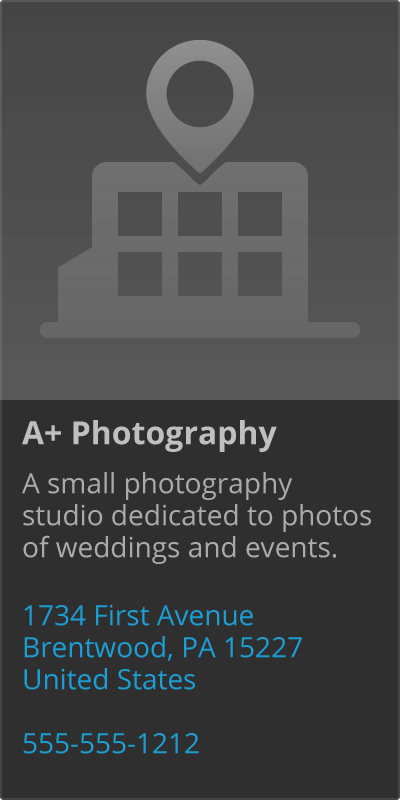 A+ Photography
A small photography
studio dedicated to photos
of weddings and events.
1734 First Avenue
Brentwood, PA 15227
United States
555-555-1212